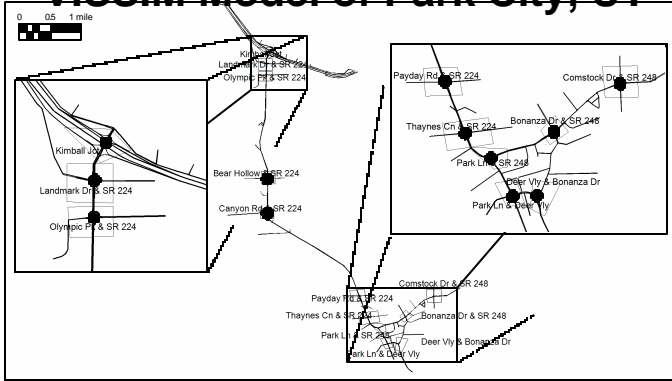 VISSIM Model of Park City, UT
0 0.5 1 mile
Kimball Jct
Landmark Dr & SR 224
Olympic Pk & SR 224
Payday Rd & SR 224
Comstock Dr & SR 248
Thaynes Cn & SR 224
Bonanza Dr & SR 248
Park Ln & SR 248
Deer Vly & Bonanza Dr
Park Ln & Deer Vly
Kimball Jct
Landmark Dr & SR 224
Olympic Pk & SR 224
Bear Hollow & SR 224
Canyon Rd & SR 224
Comstock Dr & SR 248
Payday Rd & SR 224
Thaynes Cn & SR 224
Bonanza Dr & SR 248
Park Ln & SR 248
Deer Vly & Bonanza Dr
Park Ln & Deer Vly